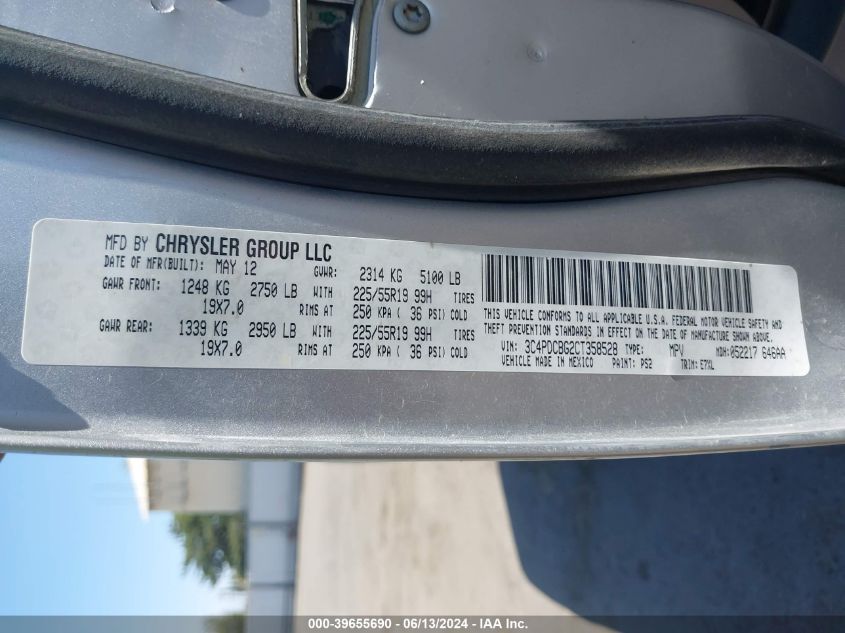 MFD BY CHRYSLER GROUP LLC
DATE OF MFR(BUILT): MAY 12 GVWR: 2314 KG 5100 LB
GAWR FRONT: 1248 KG 2750 LB WITH 225/55R19 99H TIRES
19X7.0 RIMS AT 250 KPA ( 36 PSI) COLD
GAWR REAR: 1339 KG 2950 LB WITH 225/55R19 99H TIRES
19X7.0 RIMS AT 250 KPA ( 36 PSI) COLD
THIS VEHICLE CONFORMS TO ALL APPLICABLE U.S.A. FEDERAL MOTOR VEHICLE SAFETY AND
THEFT PREVENTION STANDARDS IN EFFECT ON THE DATE OF MANUFACTURE SHOWN ABOVE.
VIN: 3C4PDCBG2CT358528 TYPE: MPV MDH: 052217 646AA
VEHICLE MADE IN MEXICO PAINT: PS2 TRIM: E7XL
000-39655690 - 06/13/2024 - IAA Inc.